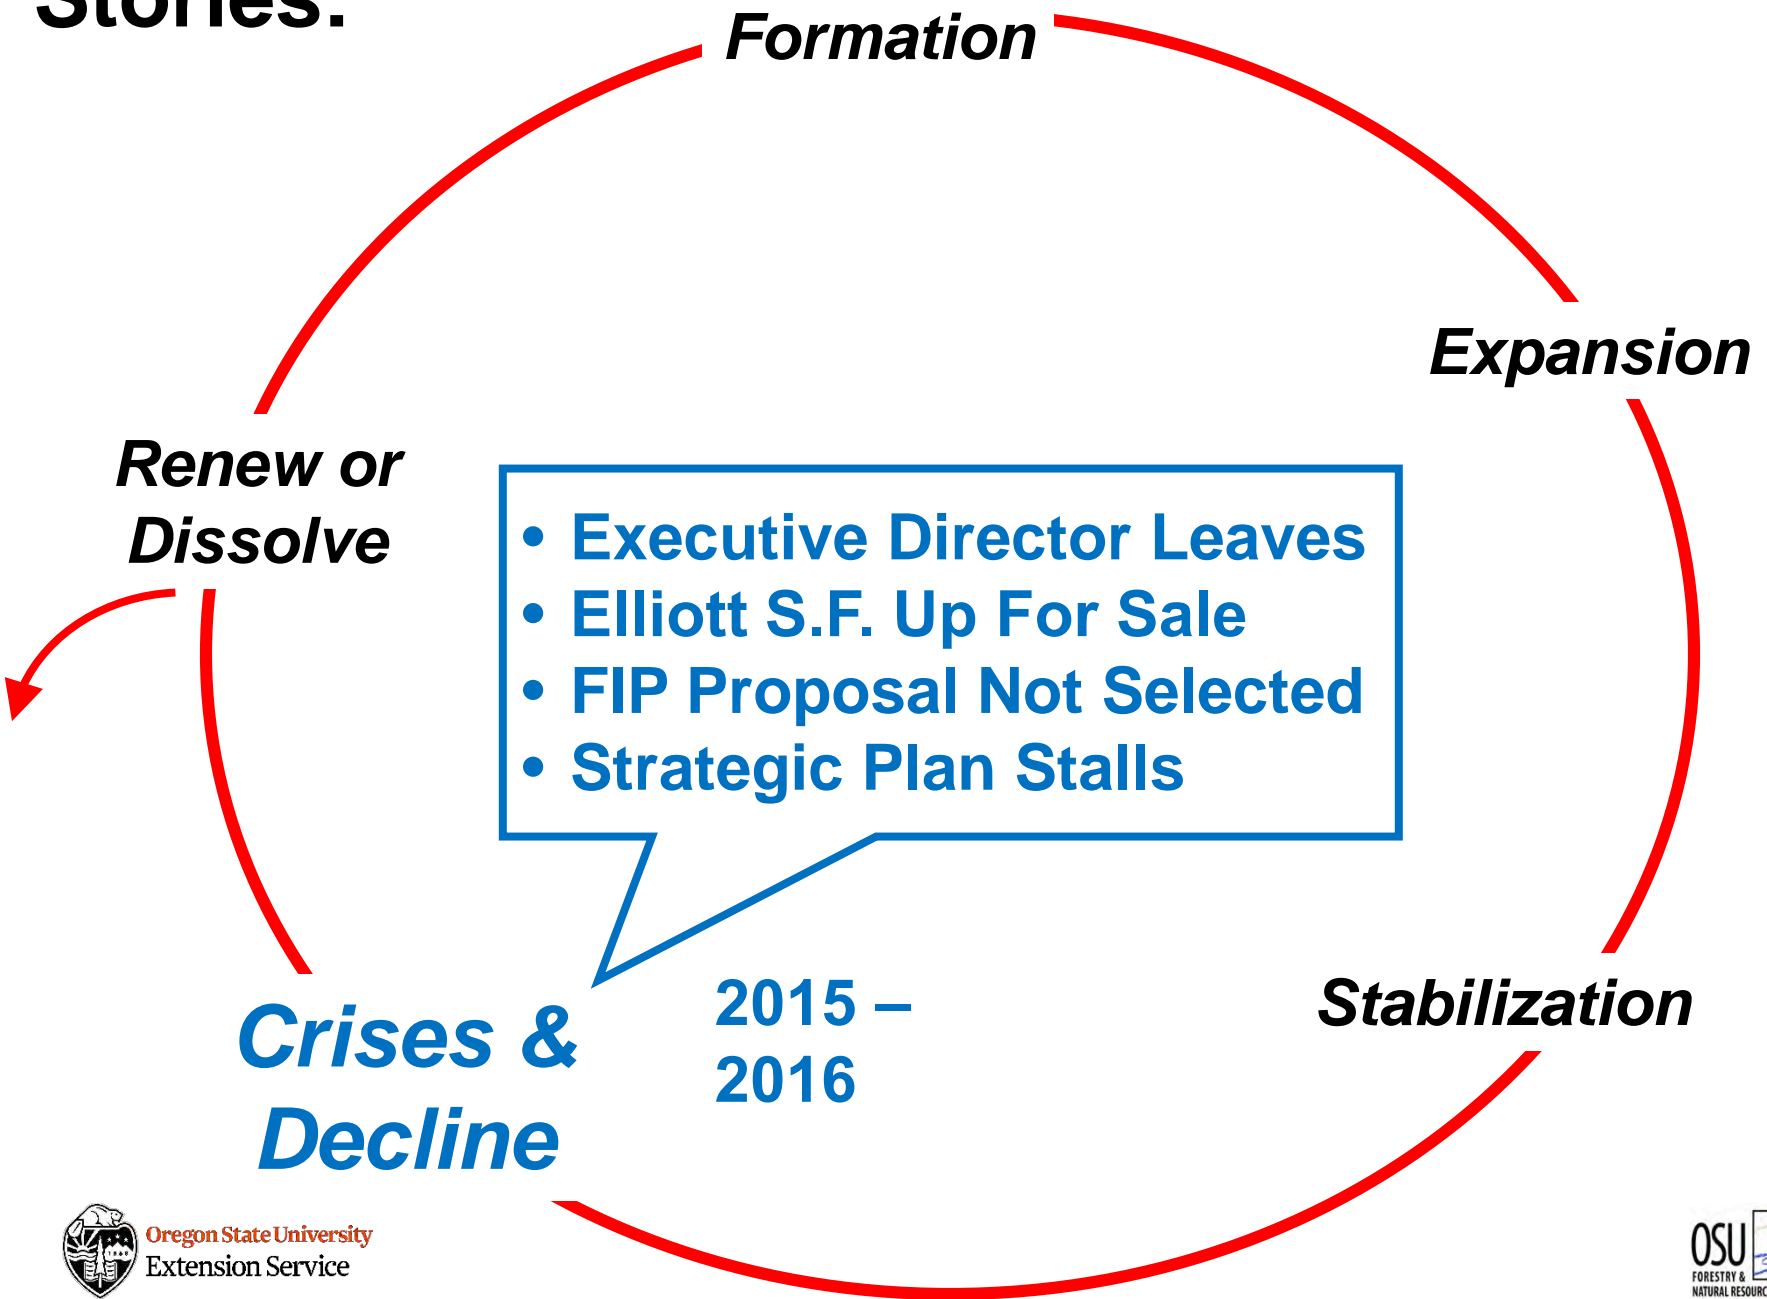 Stories:
Formation
Expansion
Renew or
Dissolve
• Executive Director Leaves
• Elliott S.F. Up For Sale
• FIP Proposal Not Selected
• Strategic Plan Stalls
2015 –
2016
Stabilization
Crises &
Decline
Oregon State University
Extension Service
OSU
FORESTRY &
NATURAL